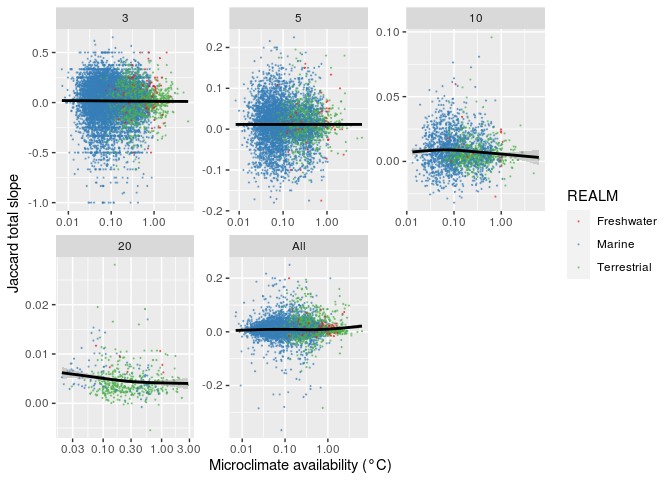 3
5
10
0.5
0.0
-0.5
-1.0
0.01 0.10 1.00
0.2
0.1
0.0
-0.1
-0.2
0.01 0.10 1.00
0.10
0.05
0.00
0.01 0.10 1.00
20
All
0.02
0.01
0.00
0.03 0.10 0.30 1.00 3.00
0.2
0.0
-0.2
0.01 0.10 1.00
Jaccard total slope
Microclimate availability (°C)
REALM
Freshwater
Marine
Terrestrial